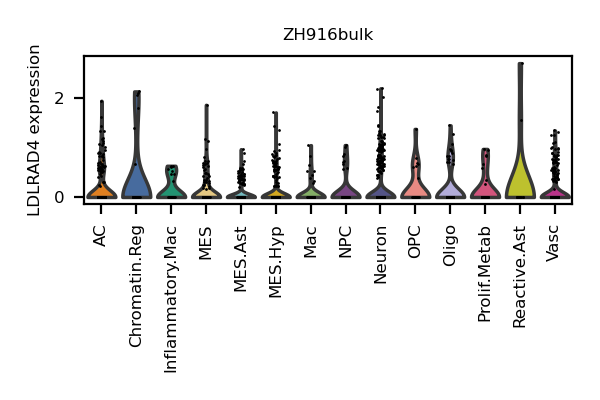 ZH916bulk
LDLRAD4 expression
2
0
AC
Chromatin.Reg
Inflammatory.Mac
MES
MES.Ast
MES.Hyp
Mac
NPC
Neuron
OPC
Oligo
Prolif.Metab
Reactive.Ast
Vasc